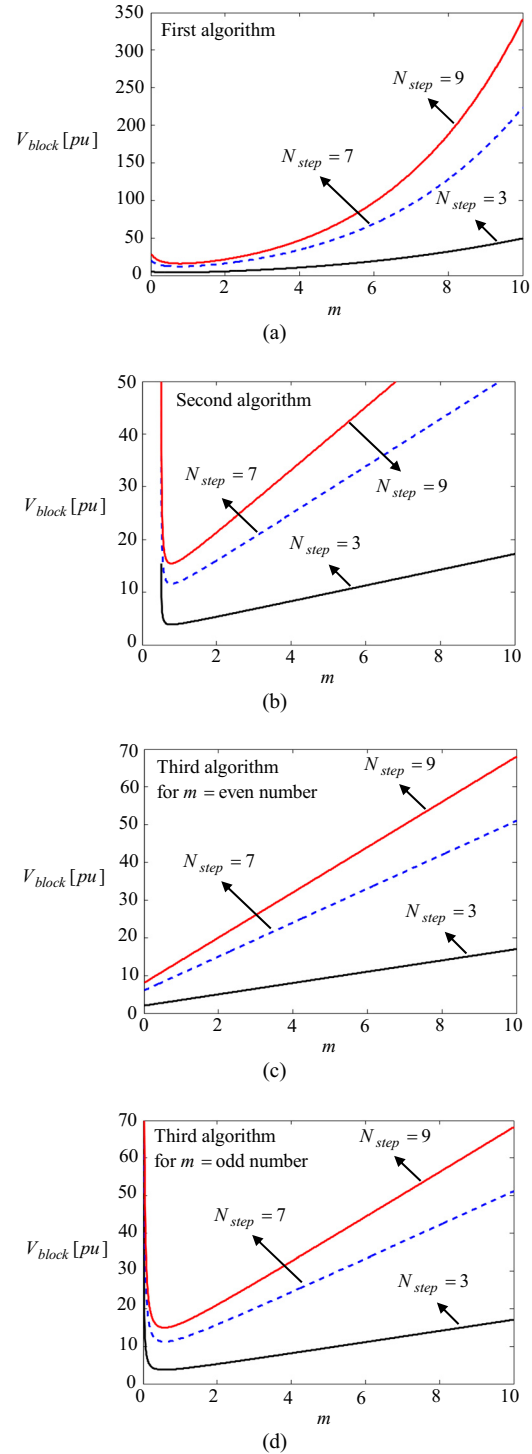 350
First algorithm
300
N_step = 9
250
V_block [pu]
200
N_step = 7
150
N_step = 3
100
50
0
0 2 4 6 8 10
m
(a)
50
Second algorithm
40
N_step = 7
N_step = 9
30
V_block [pu]
N_step = 3
20
10
0
0 2 4 6 8 10
m
(b)
70
Third algorithm
for m = even number
N_step = 9
60
50
N_step = 7
40
V_block [pu]
30
N_step = 3
20
10
0
0 2 4 6 8 10
m
(c)
70
Third algorithm
for m = odd number
N_step = 9
60
50
N_step = 7
40
V_block [pu]
30
N_step = 3
20
10
0
0 2 4 6 8 10
m
(d)